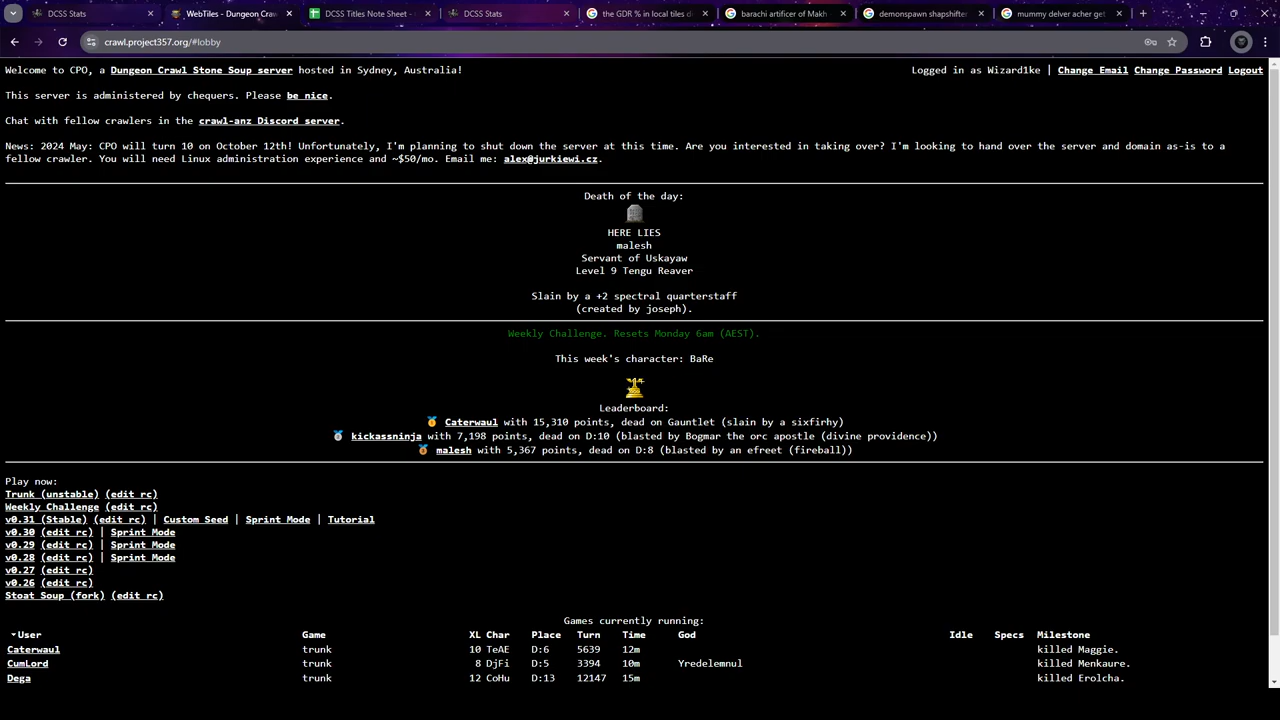 DCSS Stats
WebTiles - Dungeon Craw
DCSS Titles Note Sheet -
DCSS Stats
the GDR % in local tiles c
barachi artificer of Makh
demonspawn shapshifter
mummy delver acher get
crawl.project357.org/#lobby
Welcome to CPO, a Dungeon Crawl Stone Soup server hosted in Sydney, Australia!
Logged in as Wizard1ke | Change Email Change Password Logout
This server is administered by chequers. Please be nice.
Chat with fellow crawlers in the crawl-anz Discord server.
News: 2024 May: CPO will turn 10 on October 12th! Unfortunately, I'm planning to shut down the server at this time. Are you interested in taking over? I'm looking to hand over the server and domain as-is to a
fellow crawler. You will need Linux administration experience and ~$50/mo. Email me: alex@jurkiewi.cz.
Death of the day:
HERE LIES
malesh
Servant of Uskayaw
Level 9 Tengu Reaver
Slain by a +2 spectral quarterstaff
(created by joseph).
Weekly Challenge. Resets Monday 6am (AEST).
This week's character: BaRe
Leaderboard:
Caterwaul with 15,310 points, dead on Gauntlet (slain by a sixfirhy)
kickassninja with 7,198 points, dead on D:10 (blasted by Bogmar the orc apostle (divine providence))
malesh with 5,367 points, dead on D:8 (blasted by an efreet (fireball))
Play now:
Trunk (unstable) (edit rc)
Weekly Challenge (edit rc)
v0.31 (Stable) (edit rc) | Custom Seed | Sprint Mode | Tutorial
v0.30 (edit rc) | Sprint Mode
v0.29 (edit rc) | Sprint Mode
v0.28 (edit rc) | Sprint Mode
v0.27 (edit rc)
v0.26 (edit rc)
Stoat Soup (fork) (edit rc)
Games currently running:
User Game XL Char Place Turn Time God Idle Specs Milestone
Caterwaul trunk 10 TeAE D:6 5639 12m killed Maggie.
CumLord trunk 8 DjFi D:5 3394 10m Yredelemnul killed Menkaure.
Dega trunk 12 CoHu D:13 12147 15m killed Erolcha.